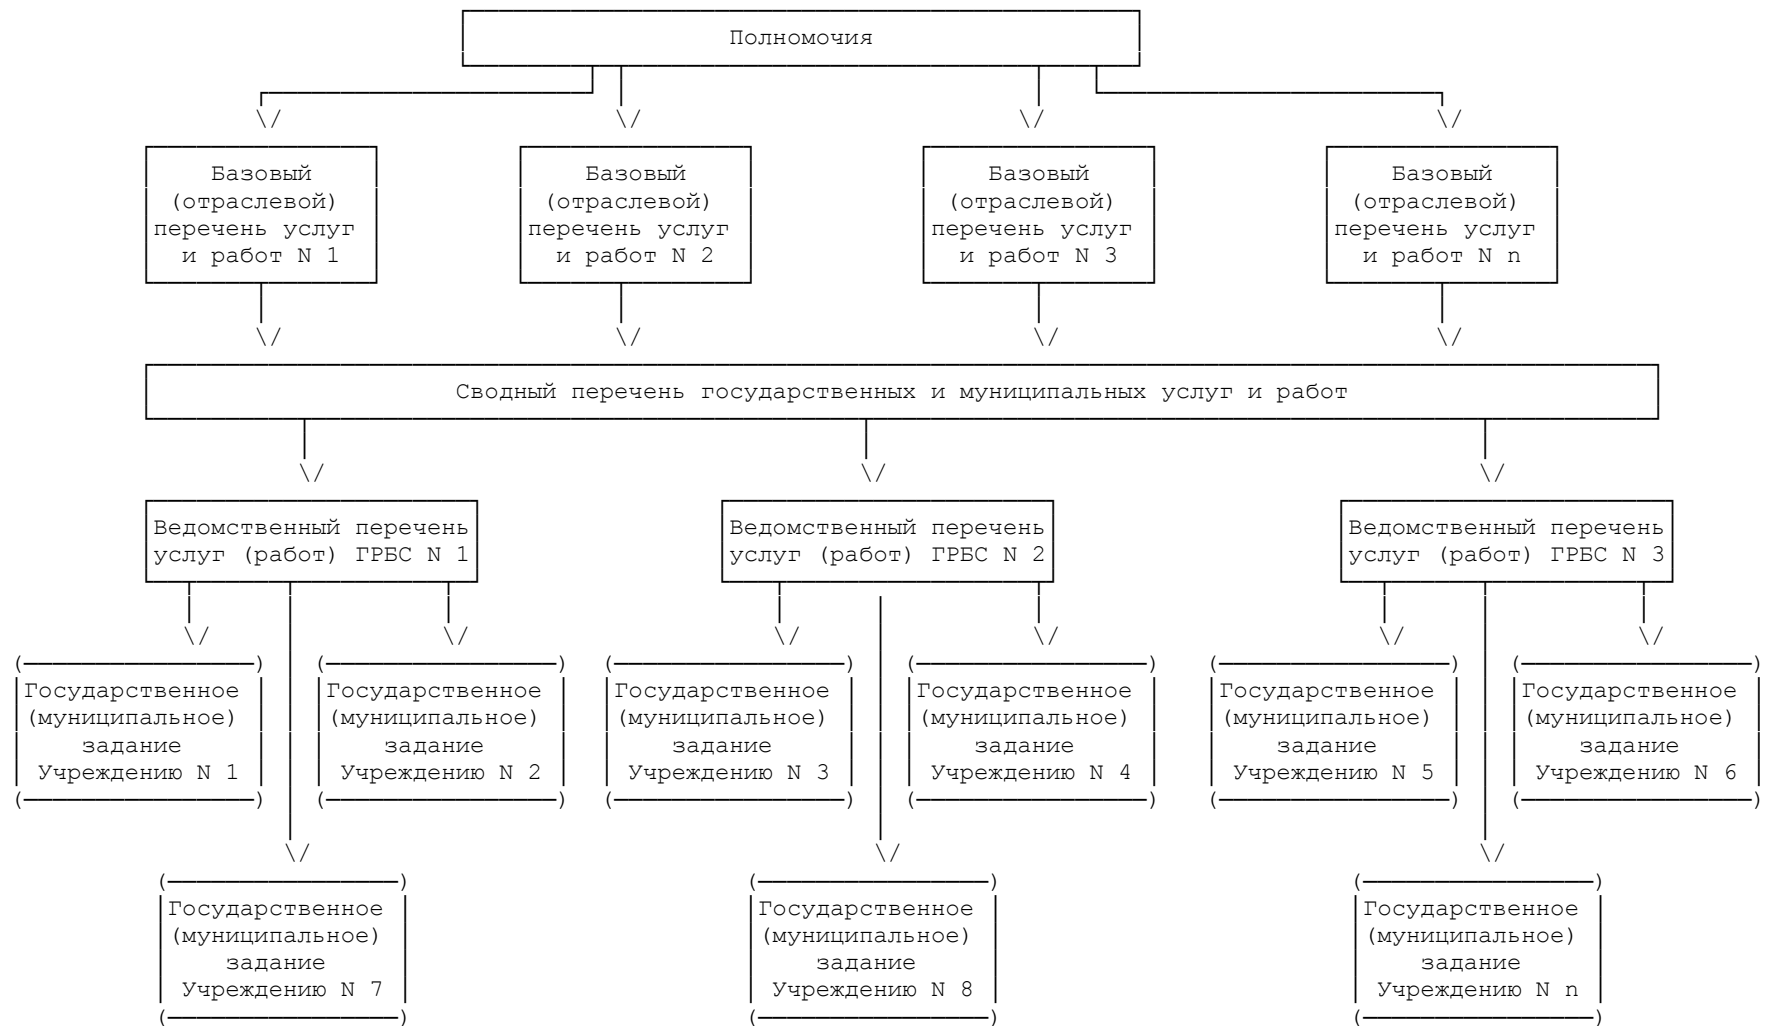 Полномочия
Базовый
(отраслевой)
перечень услуг
и работ N 1
Базовый
(отраслевой)
перечень услуг
и работ N 2
Базовый
(отраслевой)
перечень услуг
и работ N 3
Базовый
(отраслевой)
перечень услуг
и работ N n
Сводный перечень государственных и муниципальных услуг и работ
Ведомственный перечень
услуг (работ) ГРБС N 1
Ведомственный перечень
услуг (работ) ГРБС N 2
Ведомственный перечень
услуг (работ) ГРБС N 3
Государственное
(муниципальное)
задание
Учреждению N 1
Государственное
(муниципальное)
задание
Учреждению N 2
Государственное
(муниципальное)
задание
Учреждению N 3
Государственное
(муниципальное)
задание
Учреждению N 4
Государственное
(муниципальное)
задание
Учреждению N 5
Государственное
(муниципальное)
задание
Учреждению N 6
Государственное
(муниципальное)
задание
Учреждению N 7
Государственное
(муниципальное)
задание
Учреждению N 8
Государственное
(муниципальное)
задание
Учреждению N n